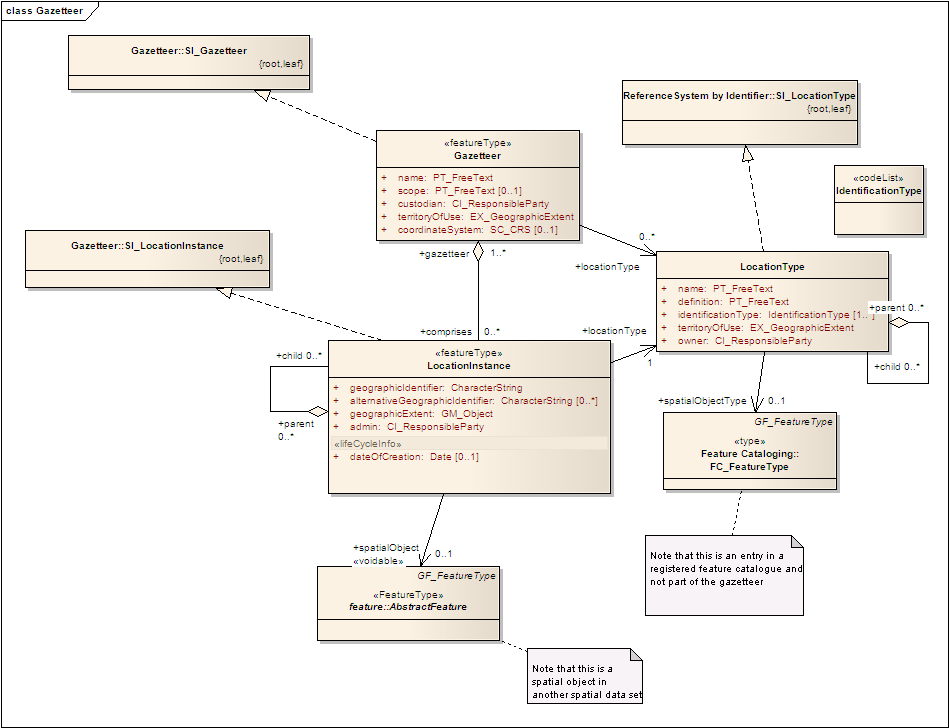 class Gazetteer
Gazetteer::SI_Gazetteer
{root,leaf}
ReferenceSystem by Identifier::SI_LocationType
{root,leaf}
«featureType»
Gazetteer
+ name: PT_FreeText
+ scope: PT_FreeText [0..1]
+ custodian: CI_ResponsibleParty
+ territoryOfUse: EX_GeographicExtent
+ coordinateSystem: SC_CRS [0..1]
«codeList»
IdentificationType
Gazetteer::SI_LocationInstance
{root,leaf}
+gazetteer 1..*
0..*
+locationType
LocationType
+ name: PT_FreeText
+ definition: PT_FreeText
+ identificationType: IdentificationType [1..
+ territoryOfUse: EX_GeographicExtent
+ owner: CI_ResponsibleParty
+parent 0..*
+child 0..*
+comprises 0..*
+locationType
1
+child 0..*
+parent
0..*
«featureType»
LocationInstance
+ geographicIdentifier: CharacterString
+ alternativeGeographicIdentifier: CharacterString [0..*]
+ geographicExtent: GM_Object
+ admin: CI_ResponsibleParty
«lifeCycleInfo»
+ dateOfCreation: Date [0..1]
+spatialObjectType 0..1
GF_FeatureType
«type»
Feature Cataloging::
FC_FeatureType
Note that this is an entry in a
registered feature catalogue and
not part of the gazetteer
+spatialObject
«voidable»
0..1
GF_FeatureType
«FeatureType»
feature::AbstractFeature
Note that this is a
spatial object in
another spatial data set